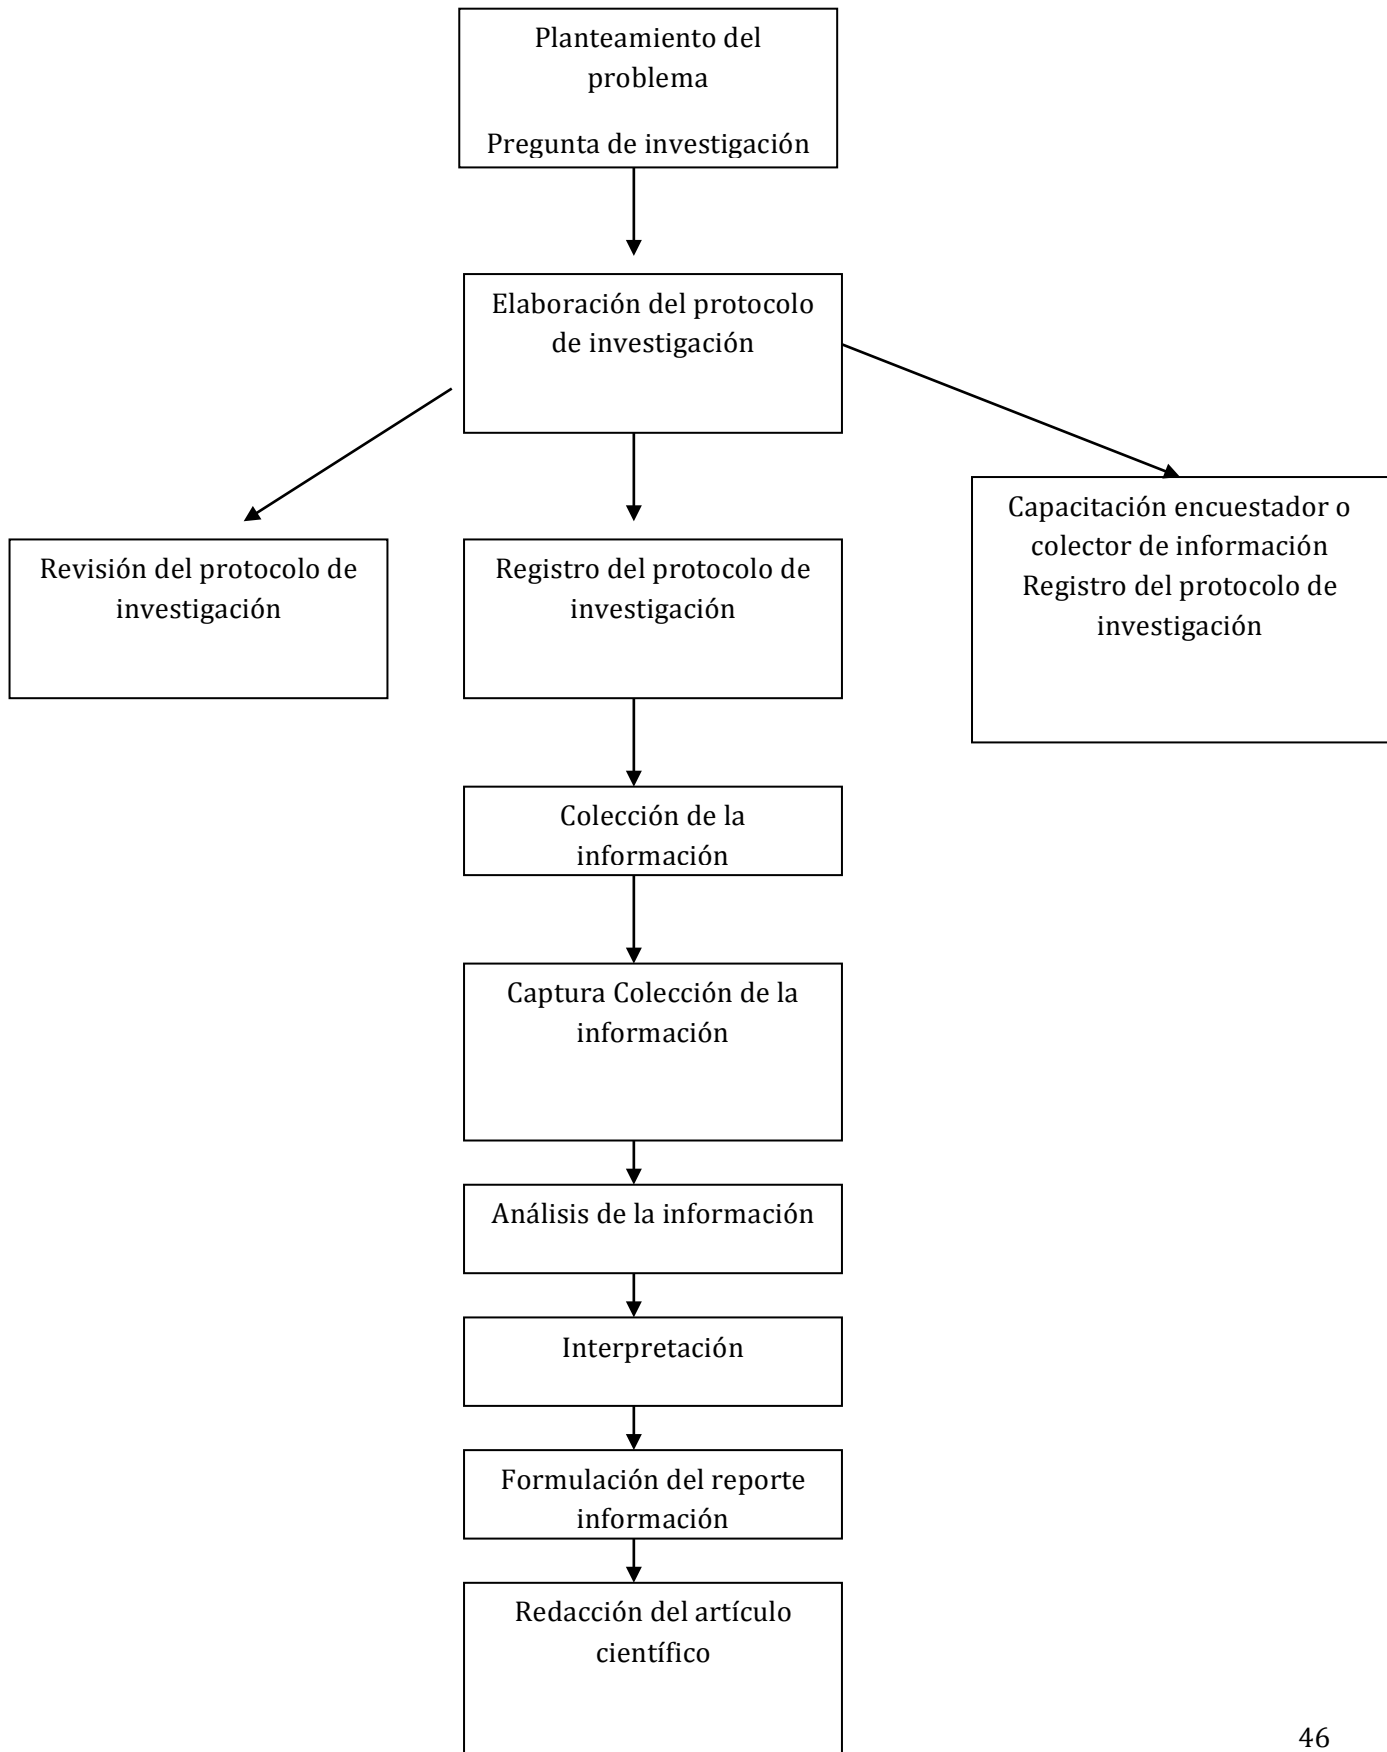 Planteamiento del
problema
Pregunta de investigación
Elaboración del protocolo
de investigación
Revisión del protocolo de
investigación
Registro del protocolo de
investigación
Capacitación encuestador o
colector de información
Registro del protocolo de
investigación
Colección de la
información
Captura Colección de la
información
Análisis de la información
Interpretación
Formulación del reporte
información
Redacción del artículo
científico
46